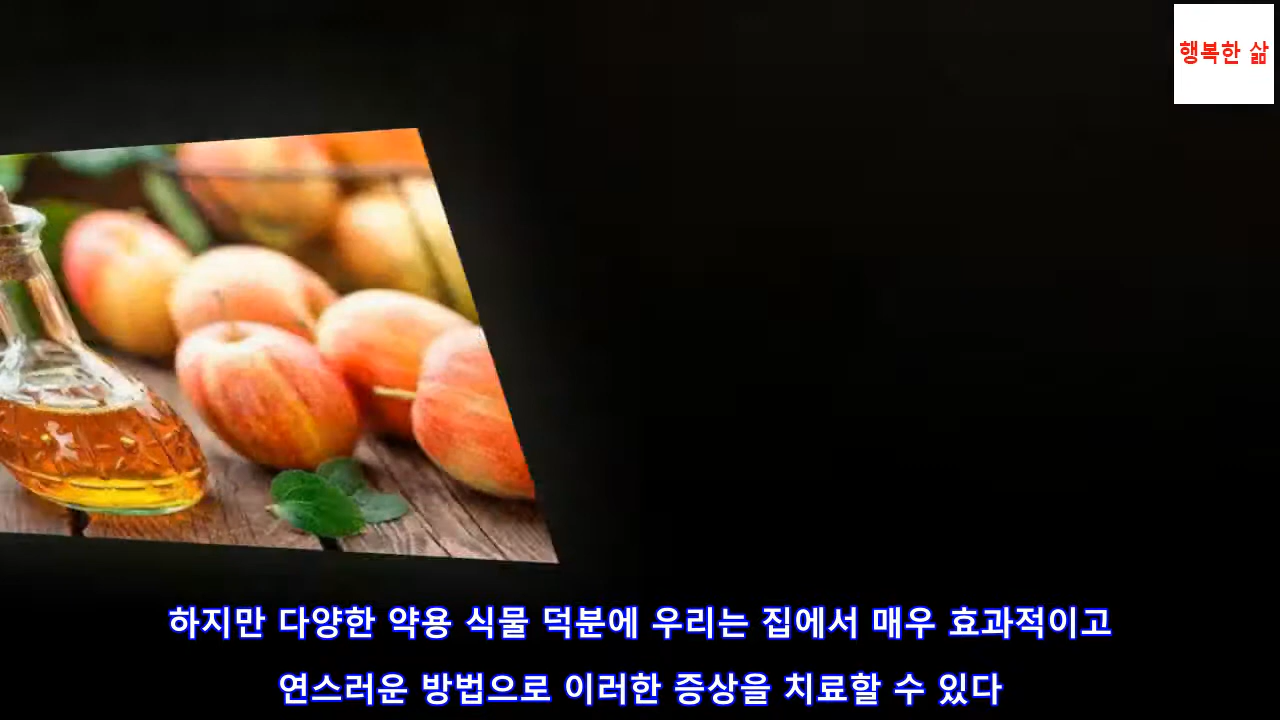 행복한 삶
하지만 다양한 약용 식물 덕분에 우리는 집에서 매우 효과적이고
연스러운 방법으로 이러한 증상을 치료할 수 있다